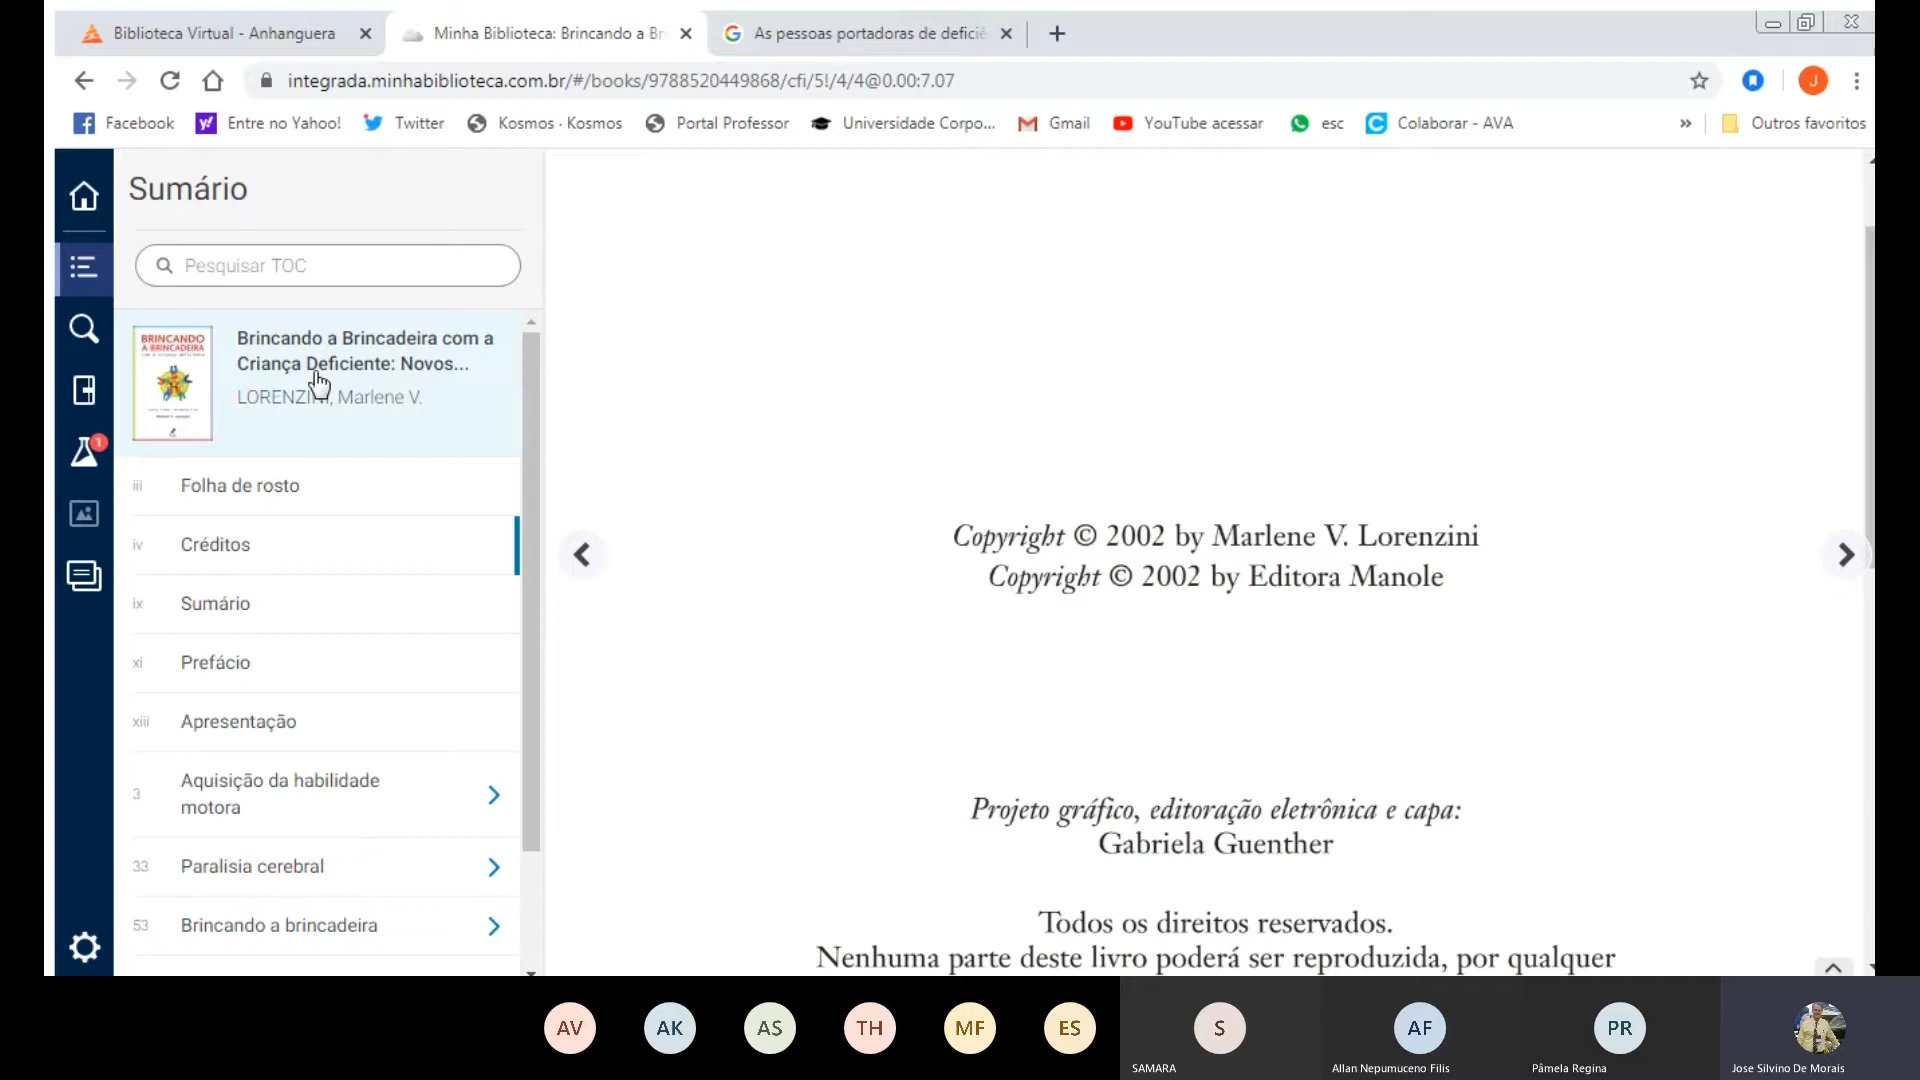 Biblioteca Virtual - Anhanguera
Minha Biblioteca: Brincando a Br
As pessoas portadoras de deficiê
integrada.minhabiblioteca.com.br/#/books/9788520449868/cfi/5!/4/4@0.00:7.07
J
Facebook
Entre no Yahoo!
Twitter
Kosmos · Kosmos
Portal Professor
Universidade Corpo...
Gmail
YouTube acessar
esc
Colaborar - AVA
»
Outros favoritos
Sumário
Pesquisar TOC
BRINCANDO
A BRINCADEIRA
Brincando a Brincadeira com a
Criança Deficiente: Novos...
LORENZINI, Marlene V.
1
iii Folha de rosto
iv Créditos
ix Sumário
xi Prefácio
xiii Apresentação
3 Aquisição da habilidade
motora
33 Paralisia cerebral
53 Brincando a brincadeira
Copyright © 2002 by Marlene V. Lorenzini
Copyright © 2002 by Editora Manole
Projeto gráfico, editoração eletrônica e capa:
Gabriela Guenther
Todos os direitos reservados.
Nenhuma parte deste livro poderá ser reproduzida, por qualquer
AV
AK
AS
TH
MF
ES
S
AF
PR
SAMARA
Allan Nepumuceno Filis
Pâmela Regina
Jose Silvino De Morais